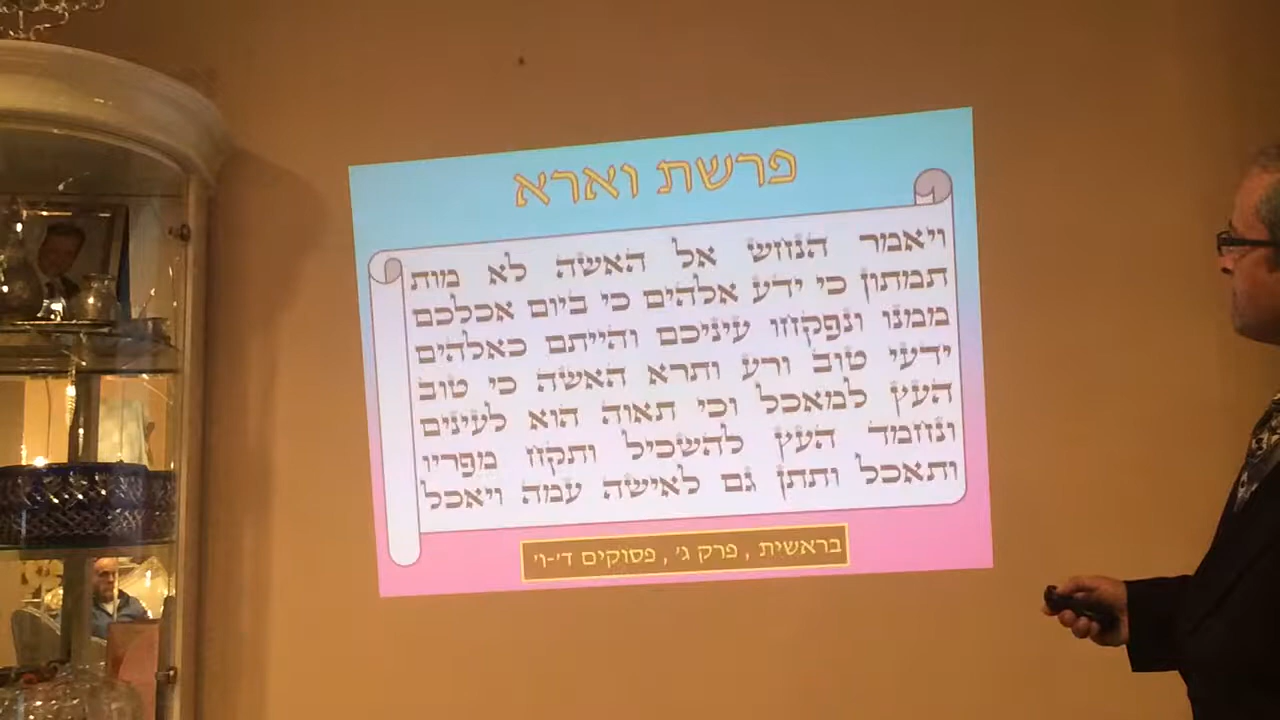 פרשת וארא
ויאמר הנחש אל האשה לא מות
תמתון כי ידע אלהים כי ביום אכלכם
ממנו ונפקחו עיניכם והייתם כאלהים
ידעי טוב ורע ותרא האשה כי טוב
העץ למאכל וכי תאוה הוא לעינים
ונחמד העץ להשכיל ותקח מפריו
ותאכל ותתן גם לאישה עמה ויאכל
בראשית , פרק ג' , פסוקים ד'-ו'